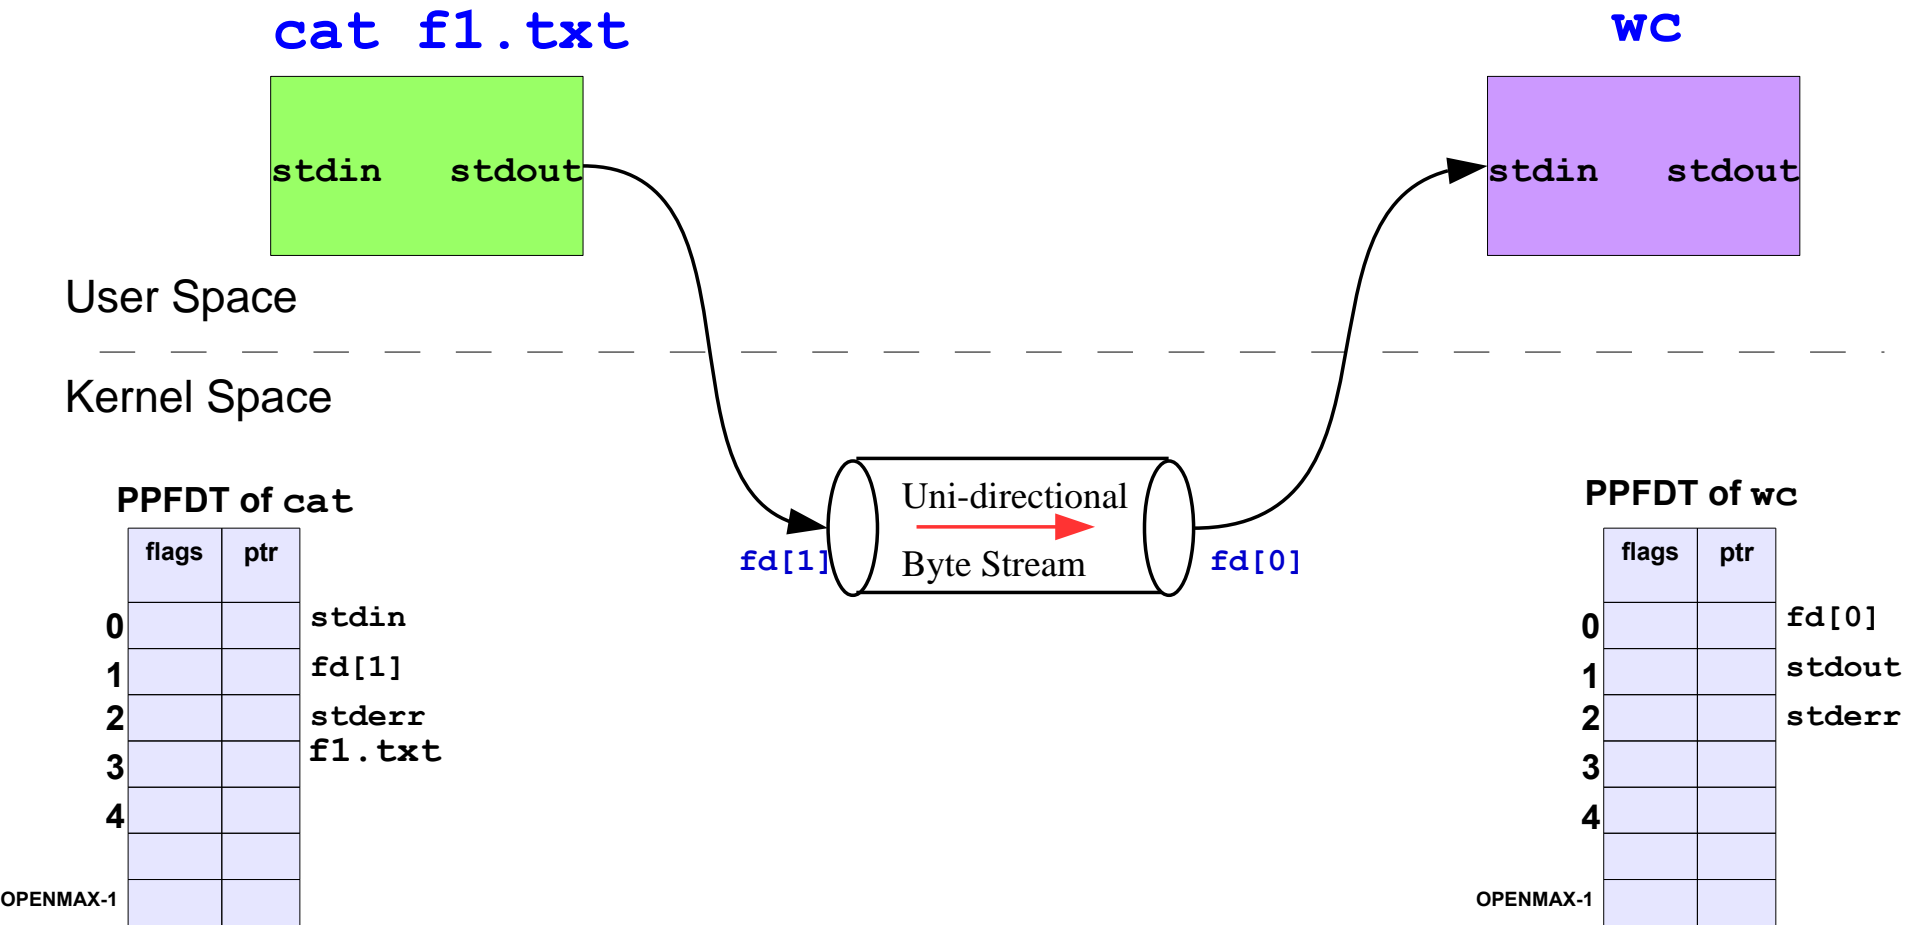 cat f1.txt
wc
stdin stdout
stdin stdout
User Space
Kernel Space
PPFDT of cat
flags ptr
0 stdin
1 fd[1]
2 stderr
3 f1.txt
4
OPENMAX-1
Uni-directional
Byte Stream
fd[1]
fd[0]
PPFDT of wc
flags ptr
0 fd[0]
1 stdout
2 stderr
3
4
OPENMAX-1